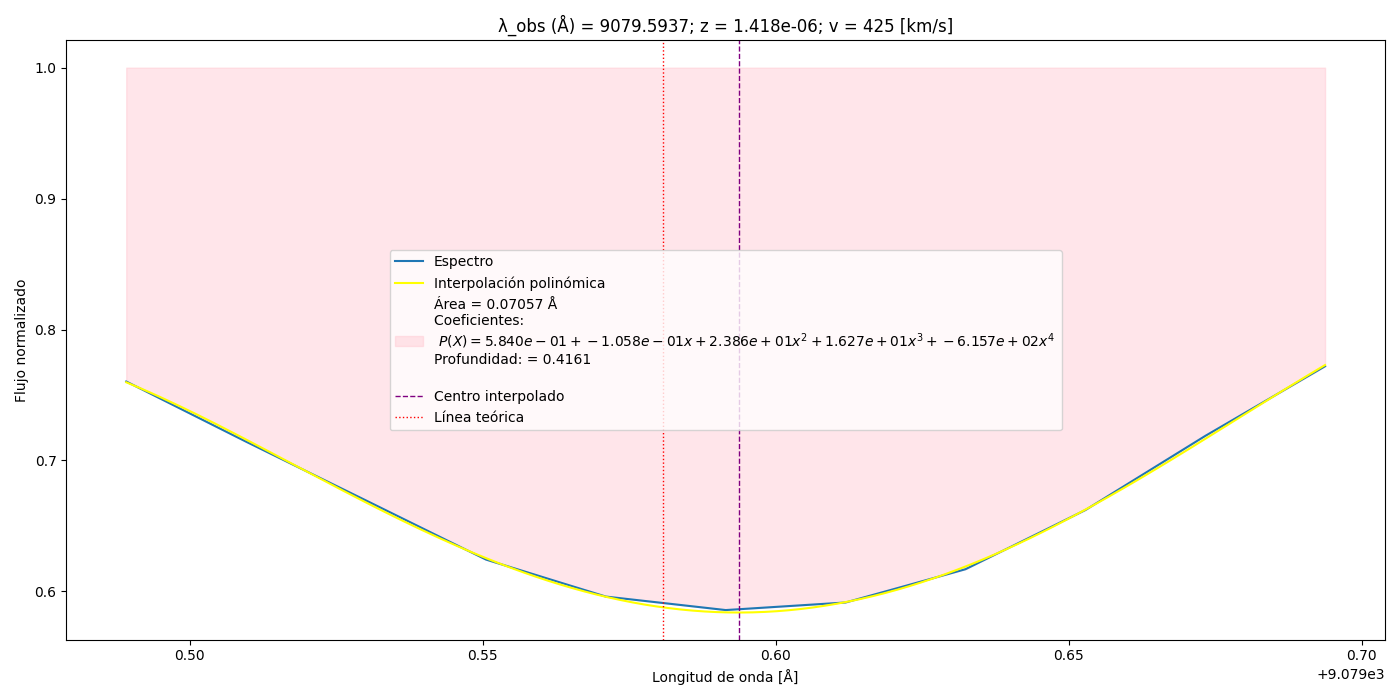 λ_obs (Å) = 9079.5937; z = 1.418e-06; v = 425 [km/s]
1.0
0.9
0.8
0.7
0.6
Flujo normalizado
Espectro
Interpolación polinómica
Área = 0.07057 Å
Coeficientes:
P(X) = 5.840e − 01 + −1.058e − 01x + 2.386e + 01x² + 1.627e + 01x³ + −6.157e + 02x⁴
Profundidad: = 0.4161
Centro interpolado
Línea teórica
0.50 0.55 0.60 0.65 0.70
+9.079e3
Longitud de onda [Å]